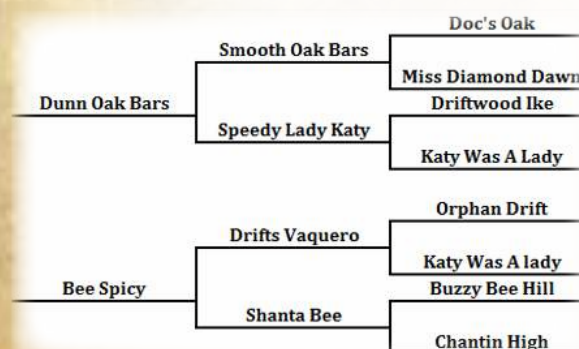 Doc's Oak
Smooth Oak Bars
Miss Diamond Dawn
Dunn Oak Bars
Driftwood Ike
Speedy Lady Katy
Katy Was A Lady
Orphan Drift
Drifts Vaquero
Katy Was A lady
Bee Spicy
Buzzy Bee Hill
Shanta Bee
Chantin High